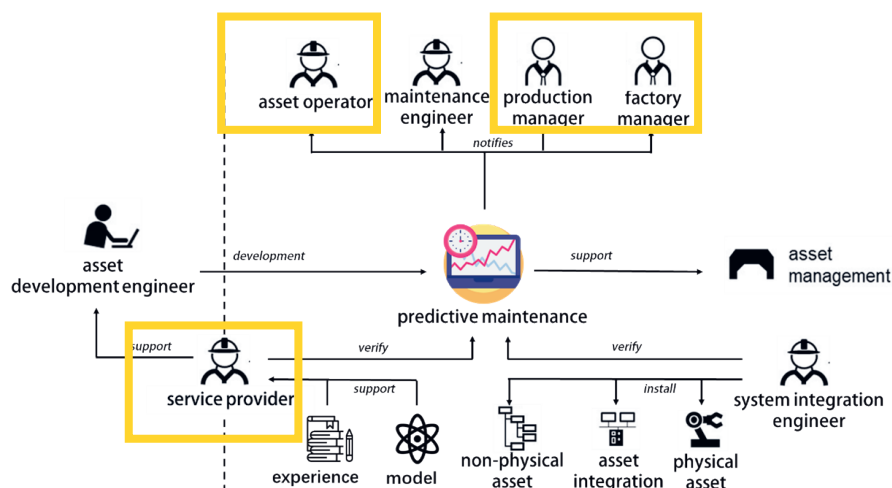 asset operator
maintenance
engineer
production
manager
factory
manager
notifies
asset
development engineer
development
predictive maintenance
support
asset
management
support
service provider
verify
support
experience
model
verify
install
system integration
engineer
non-physical
asset
asset
integration
physical
asset